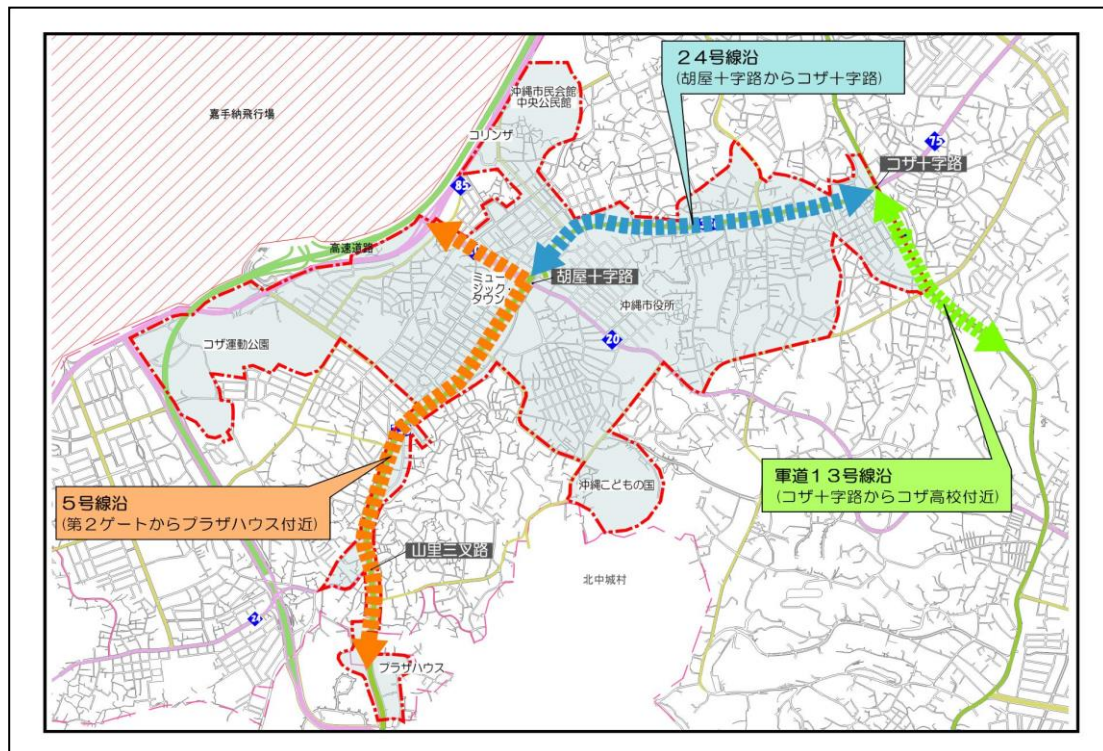 24号線沿
(胡屋十字路からコザ十字路)
沖縄市民会館
中央公民館
嘉手納飛行場
コリンザ
75
コザ十字路
85
高速道路
胡屋十字路
ミュー
ジック・
タウン
沖縄市役所
20
コザ運動公園
軍道13号線沿
(コザ十字路からコザ高校付近)
沖縄こどもの国
5号線沿
(第2ゲートからプラザハウス付近)
山里三叉路
北中城村
24
プラザハウス